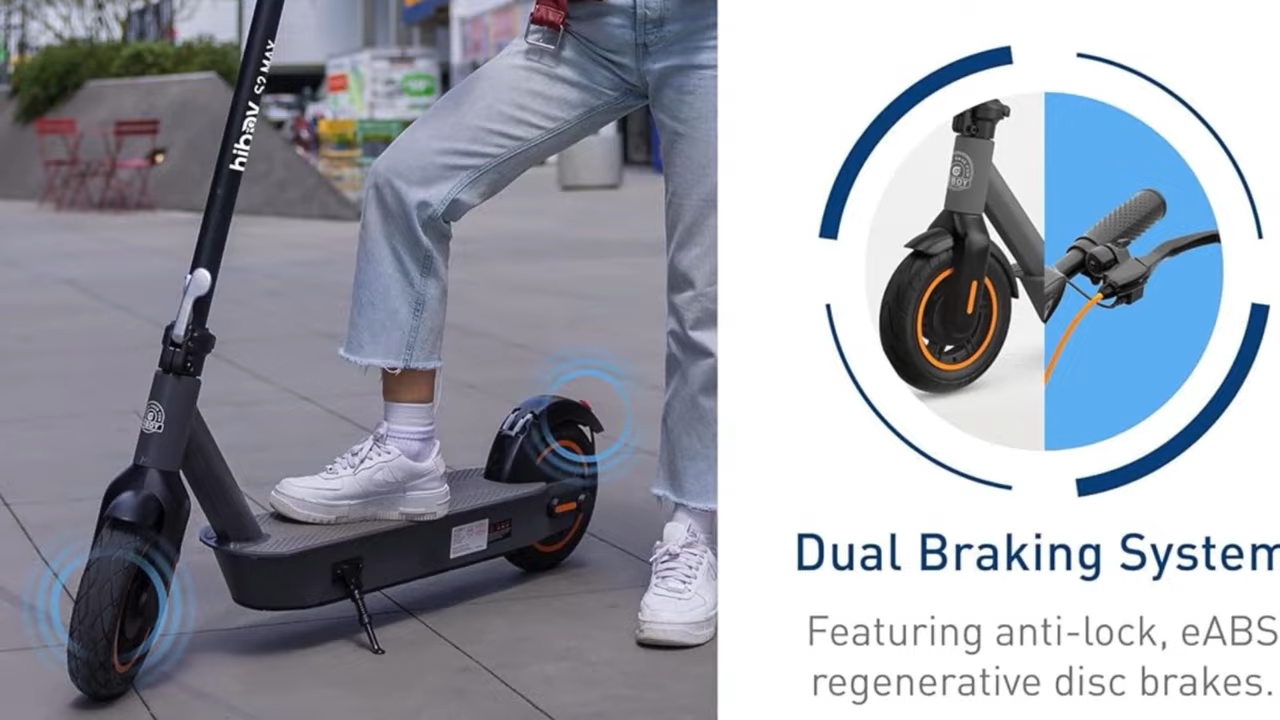 hiboy S2 MAX
Dual Braking System
Featuring anti-lock, eABS
regenerative disc brakes.